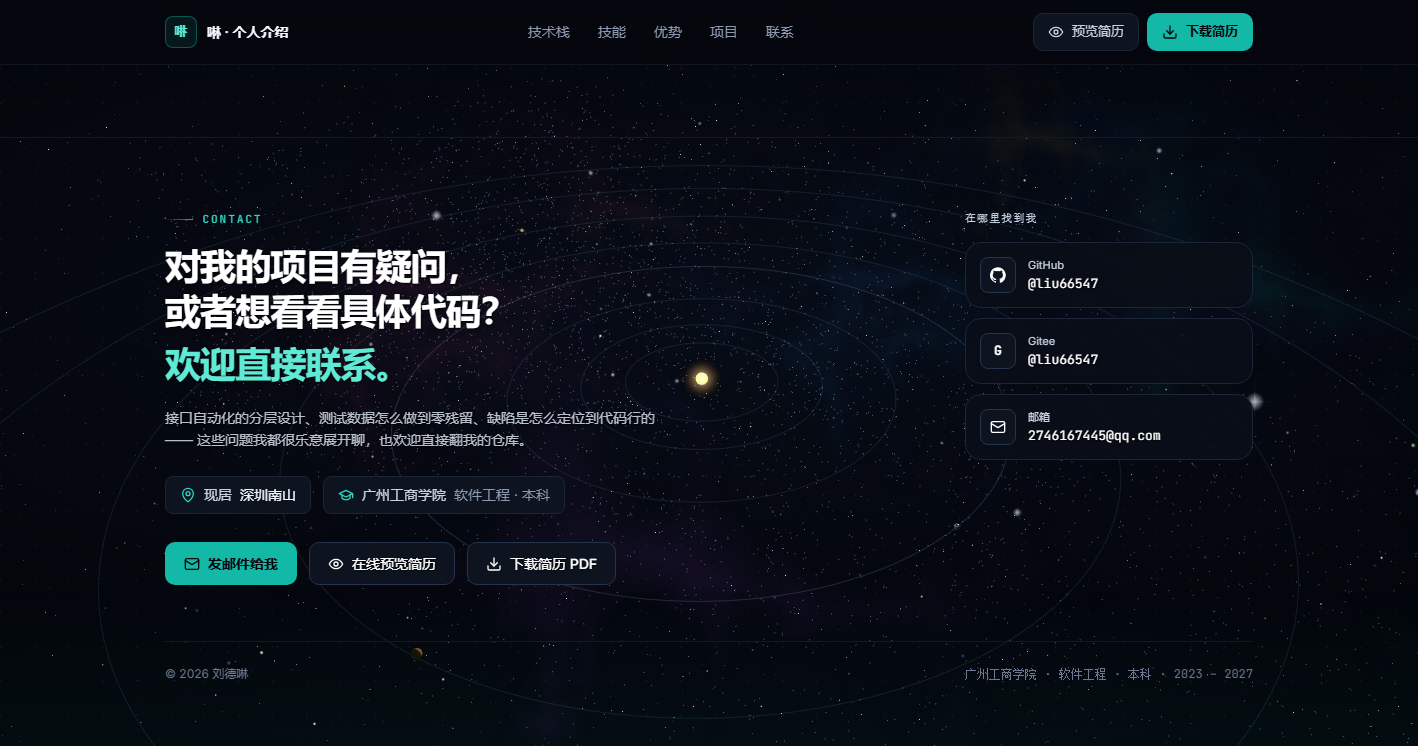 啉
啉 · 个人介绍
技术栈
技能
优势
项目
联系
预览简历
下载简历
CONTACT
对我的项目有疑问，
或者想看看具体代码？
欢迎直接联系。
接口自动化的分层设计、测试数据怎么做到零残留、缺陷是怎么定位到代码行的
—— 这些问题我都很乐意展开聊，也欢迎直接翻我的仓库。
现居 深圳南山
广州工商学院 软件工程 · 本科
发邮件给我
在线预览简历
下载简历 PDF
在哪里找到我
GitHub
@liu66547
G
Gitee
@liu66547
邮箱
2746167445@qq.com
© 2026 刘德啉
广州工商学院 · 软件工程 · 本科 · 2023 – 2027